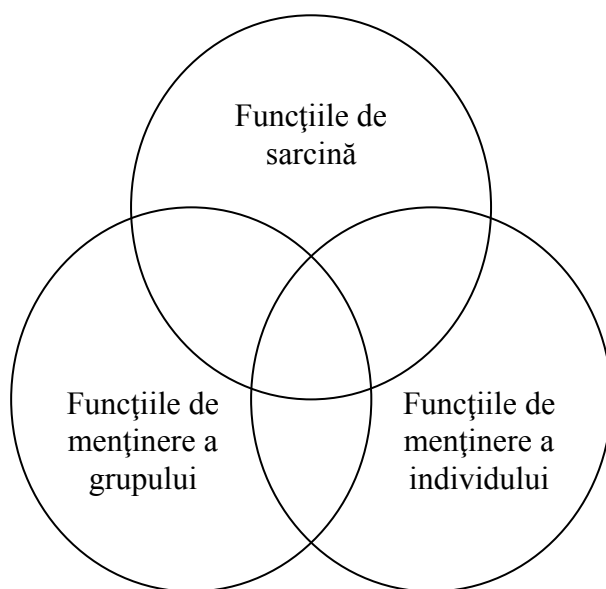 Funcţiile de
sarcină
Funcţiile de
menţinere a
grupului
Funcţiile de
menţinere a
individului